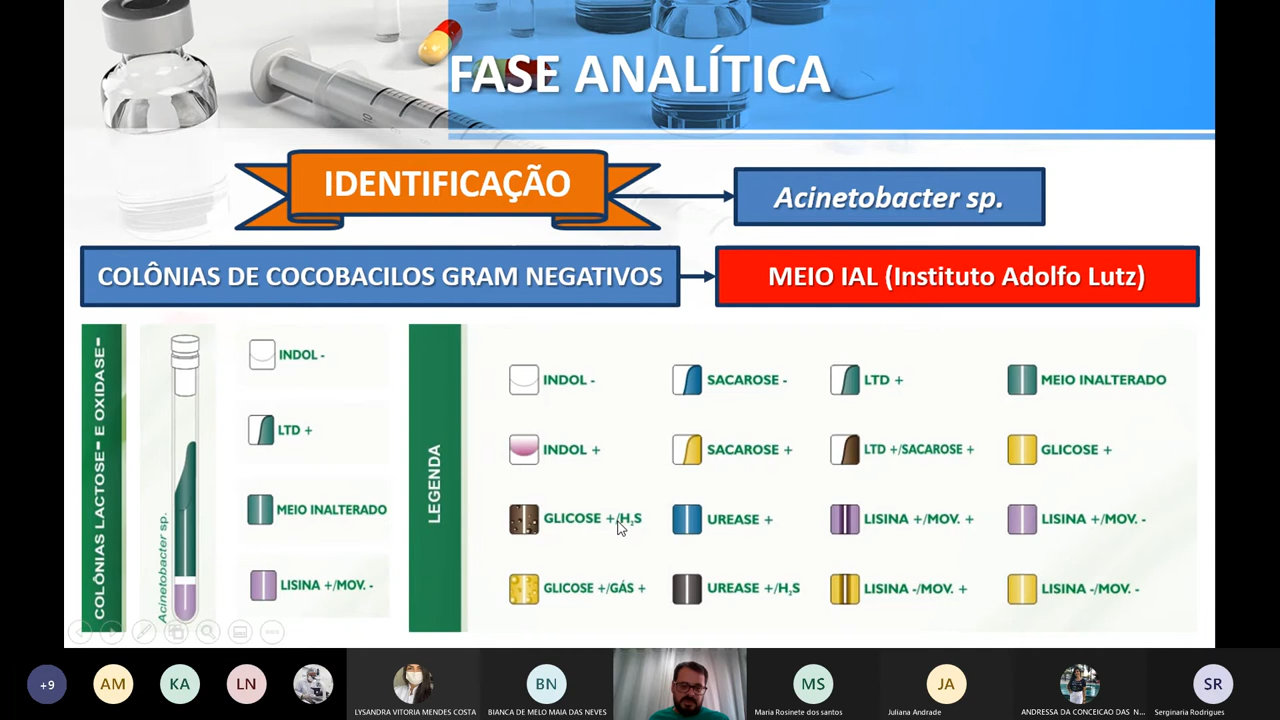 FASE ANALÍTICA
IDENTIFICAÇÃO
Acinetobacter sp.
COLÔNIAS DE COCOBACILOS GRAM NEGATIVOS
MEIO IAL (Instituto Adolfo Lutz)
COLÔNIAS LACTOSE- E OXIDASE-
Acinetobacter sp.
INDOL -
LTD +
MEIO INALTERADO
LISINA +/MOV. -
LEGENDA
INDOL -
SACAROSE -
LTD +
MEIO INALTERADO
INDOL +
SACAROSE +
LTD +/SACAROSE +
GLICOSE +
GLICOSE +/H₂S
UREASE +
LISINA +/MOV. +
LISINA +/MOV. -
GLICOSE +/GÁS +
UREASE +/H₂S
LISINA -/MOV. +
LISINA -/MOV. -
+9
AM
KA
LN
LYSANDRA VITORIA MENDES COSTA
BN
BIANCA DE MELO MAIA DAS NEVES
MS
Maria Rosinete dos santos
JA
Juliana Andrade
ANDRESSA DA CONCEICAO DAS N...
SR
Serginaria Rodrigues